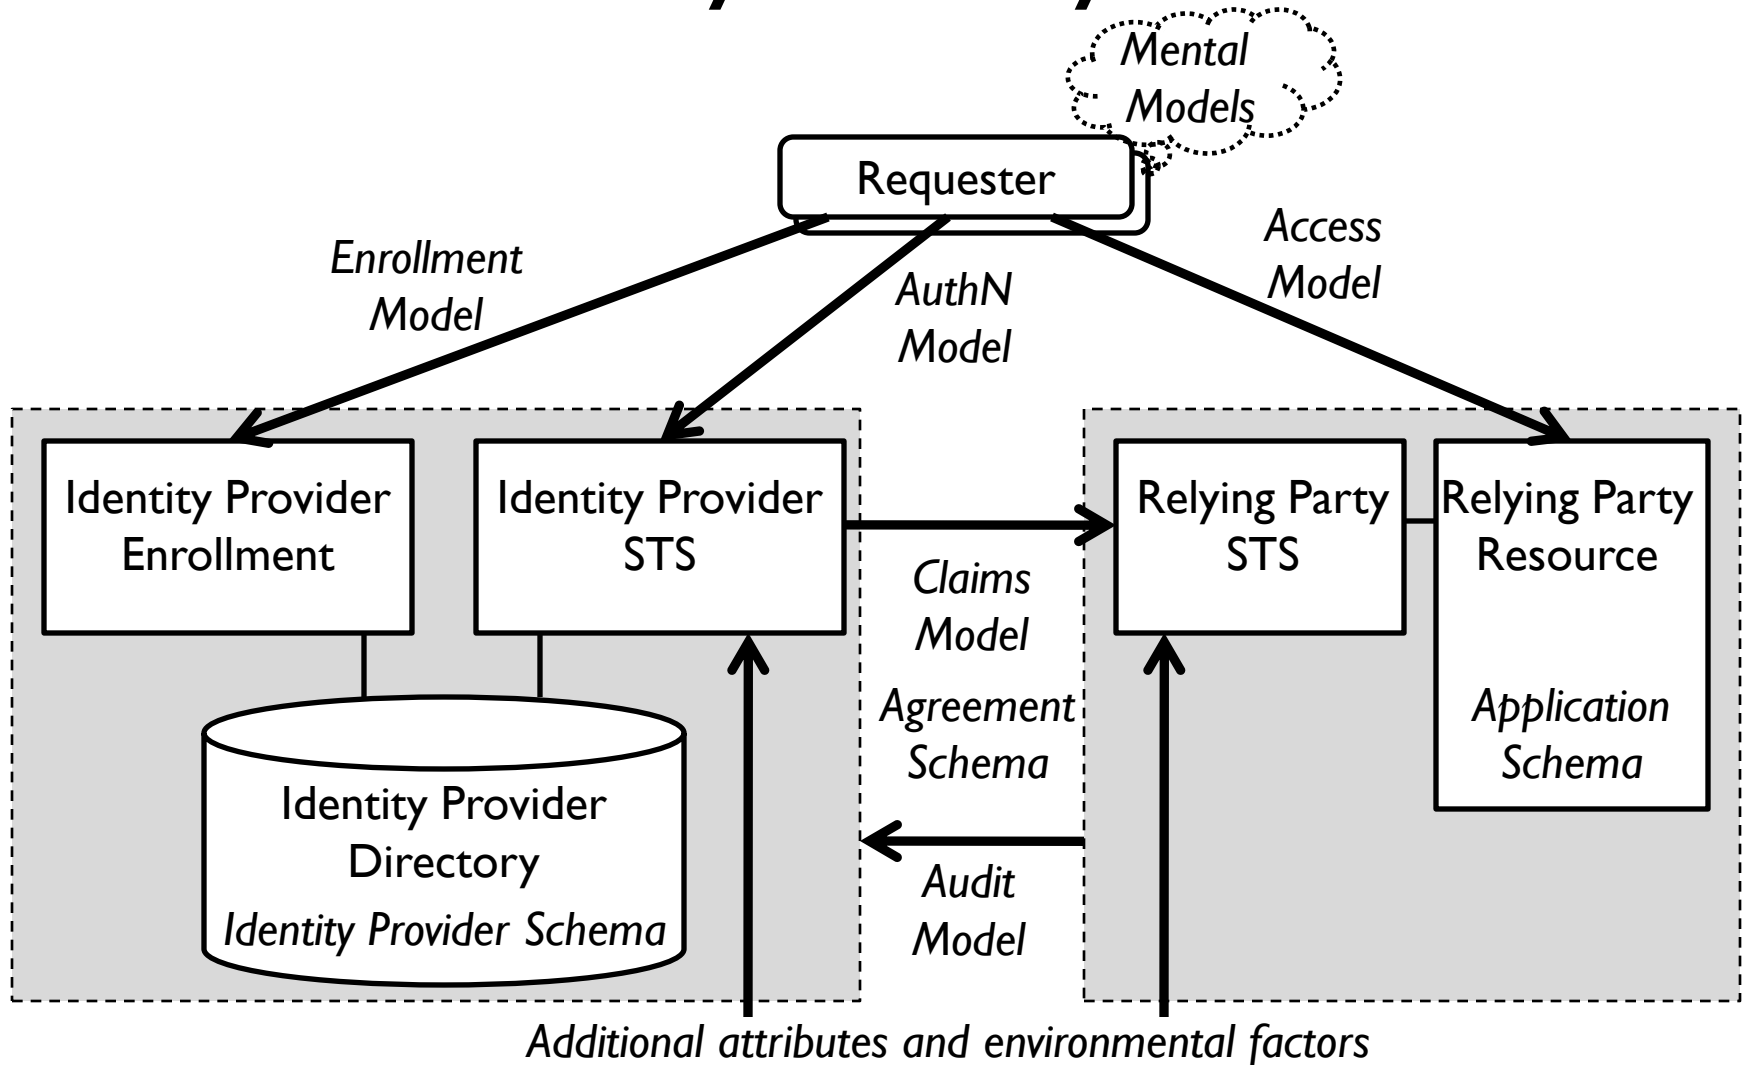 Mental
Models
Requester
Enrollment
Model
AuthN
Model
Access
Model
Identity Provider
Enrollment
Identity Provider
STS
Relying Party
STS
Relying Party
Resource
Claims
Model
Agreement
Schema
Application
Schema
Identity Provider
Directory
Identity Provider Schema
Audit
Model
Additional attributes and environmental factors